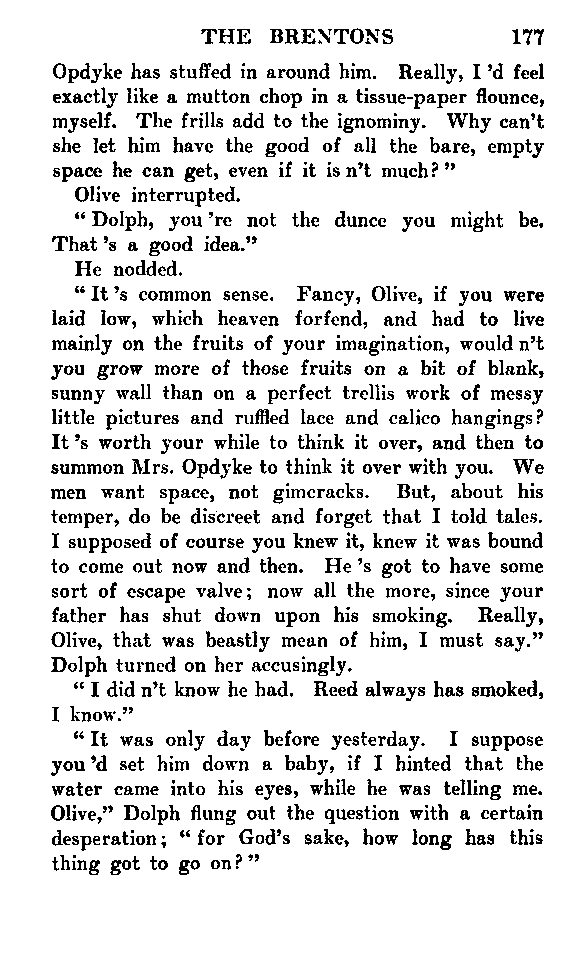 THE BRENTONS 177
Opdyke has stuffed in around him. Really, I 'd feel
exactly like a mutton chop in a tissue-paper flounce,
myself. The frills add to the ignominy. Why can't
she let him have the good of all the bare, empty
space he can get, even if it is n't much?"
Olive interrupted.
"Dolph, you 're not the dunce you might be.
That 's a good idea."
He nodded.
"It 's common sense. Fancy, Olive, if you were
laid low, which heaven forfend, and had to live
mainly on the fruits of your imagination, would n't
you grow more of those fruits on a bit of blank,
sunny wall than on a perfect trellis work of messy
little pictures and ruffled lace and calico hangings?
It 's worth your while to think it over, and then to
summon Mrs. Opdyke to think it over with you. We
men want space, not gimcracks. But, about his
temper, do be discreet and forget that I told tales.
I supposed of course you knew it, knew it was bound
to come out now and then. He 's got to have some
sort of escape valve; now all the more, since your
father has shut down upon his smoking. Really,
Olive, that was beastly mean of him, I must say."
Dolph turned on her accusingly.
"I did n't know he had. Reed always has smoked,
I know."
"It was only day before yesterday. I suppose
you 'd set him down a baby, if I hinted that the
water came into his eyes, while he was telling me.
Olive," Dolph flung out the question with a certain
desperation; "for God's sake, how long has this
thing got to go on?"